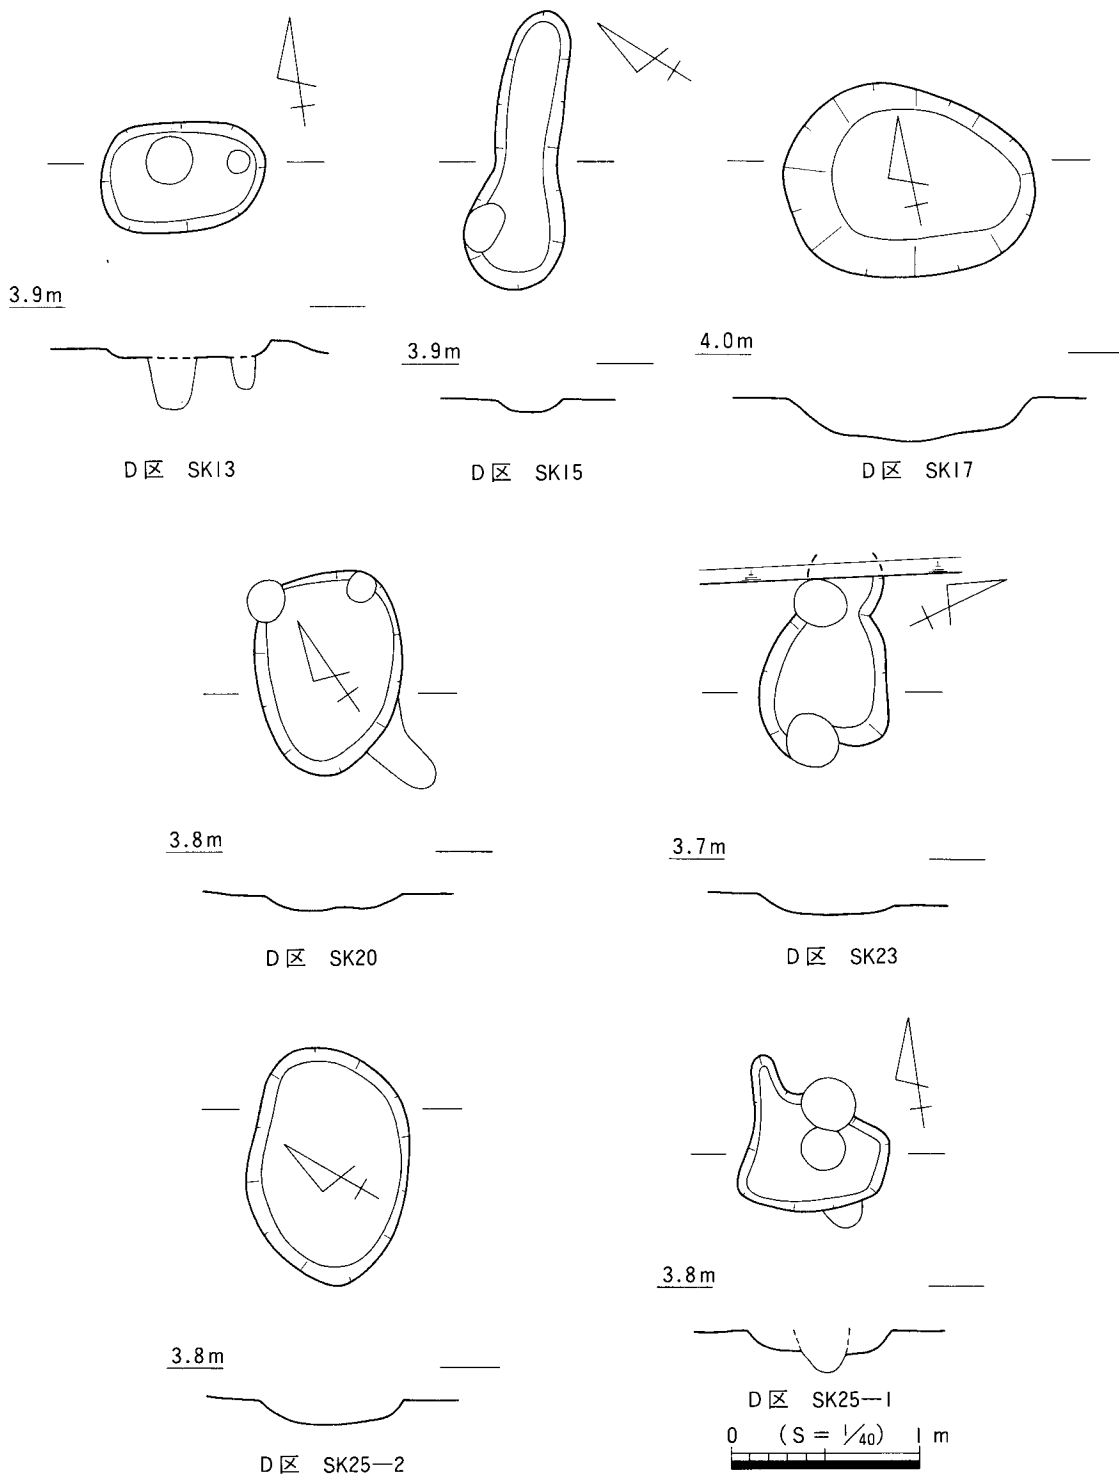 3.9m
3.9m
4.0m
D区 SK13
D区 SK15
D区 SK17
3.8m
3.7m
D区 SK20
D区 SK23
3.8m
3.8m
D区 SK25-1
D区 SK25-2
0 (S = 1/40) 1 m